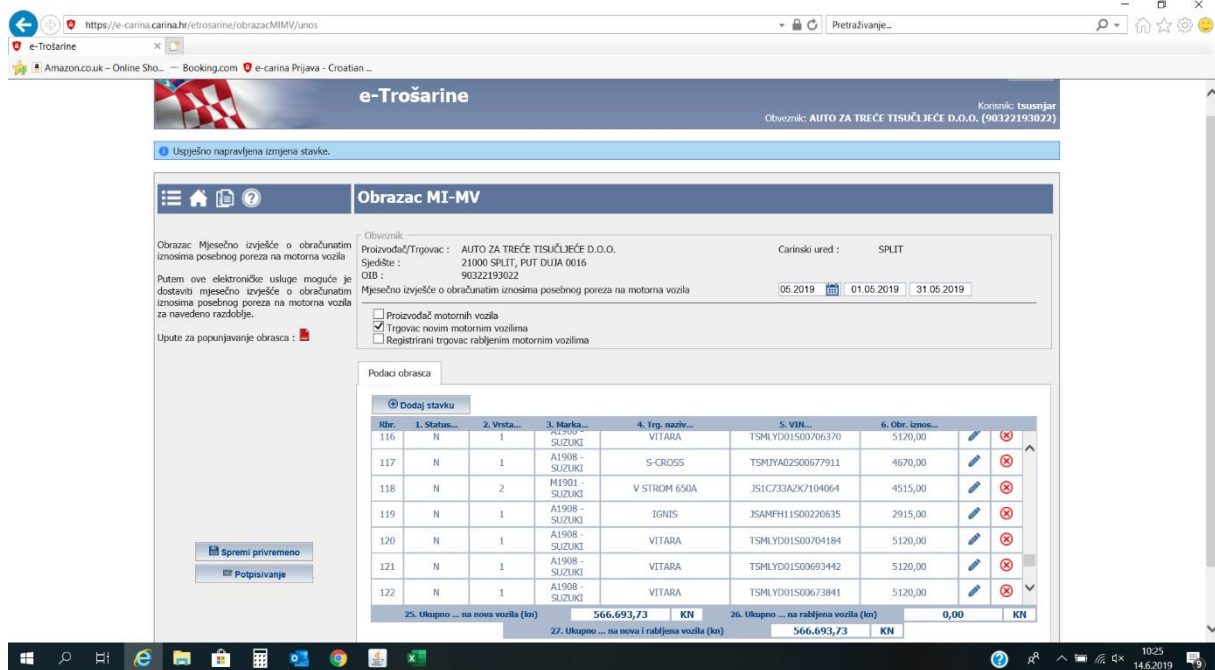 https://e-carina.carina.hr/etrosarine/obrazacMIMV/unos
Pretraživanje...
e-Trošarine
Amazon.co.uk – Online Sho...
Booking.com
e-carina Prijava - Croatian ...
e-Trošarine
Korisnik: tsusnjar
Obveznik: AUTO ZA TREĆE TISUČLJEĆE D.O.O. (90322193022)
Uspješno napravljena izmjena stavke.
Obrazac MI-MV
Obrazac Mjesečno izvješće o obračunatim
iznosima posebnog poreza na motorna vozila
Putem ove elektroničke usluge moguće je
dostaviti mjesečno izvješće o obračunatim
iznosima posebnog poreza na motorna vozila
za navedeno razdoblje.
Upute za popunjavanje obrasca :
Spremi privremeno
Potpisivanje
Obveznik
Proizvođač/Trgovac : AUTO ZA TREĆE TISUČLJEĆE D.O.O. Carinski ured : SPLIT
Sjedište : 21000 SPLIT, PUT DUJA 0016
OIB : 90322193022
Mjesečno izvješće o obračunatim iznosima posebnog poreza na motorna vozila 05.2019 01.05.2019 31.05.2019
Proizvođač motornih vozila
Trgovac novim motornim vozilima
Registrirani trgovac rabljenim motornim vozilima
Podaci obrasca
Dodaj stavku
Rbr. 1. Status... 2. Vrsta... 3. Marka... 4. Trg. naziv... 5. VIN... 6. Obr. iznos...
116 N 1 A1908 - SUZUKI VITARA TSMLYD01S00706370 5120,00
117 N 1 A1908 - SUZUKI S-CROSS TSMJYA02S00677911 4670,00
118 N 2 M1901 - SUZUKI V STROM 650A JS1C733AZK7104064 4515,00
119 N 1 A1908 - SUZUKI IGNIS JSAMFH11S00220635 2915,00
120 N 1 A1908 - SUZUKI VITARA TSMLYD01S00704184 5120,00
121 N 1 A1908 - SUZUKI VITARA TSMLYD01S00693442 5120,00
122 N 1 A1908 - SUZUKI VITARA TSMLYD01S00673841 5120,00
25. Ukupno ... na nova vozila (kn) 566.693,73 KN 26. Ukupno ... na rabljena vozila (kn) 0,00 KN
27. Ukupno ... na nova i rabljena vozila (kn) 566.693,73 KN
10:25
14.6.2019